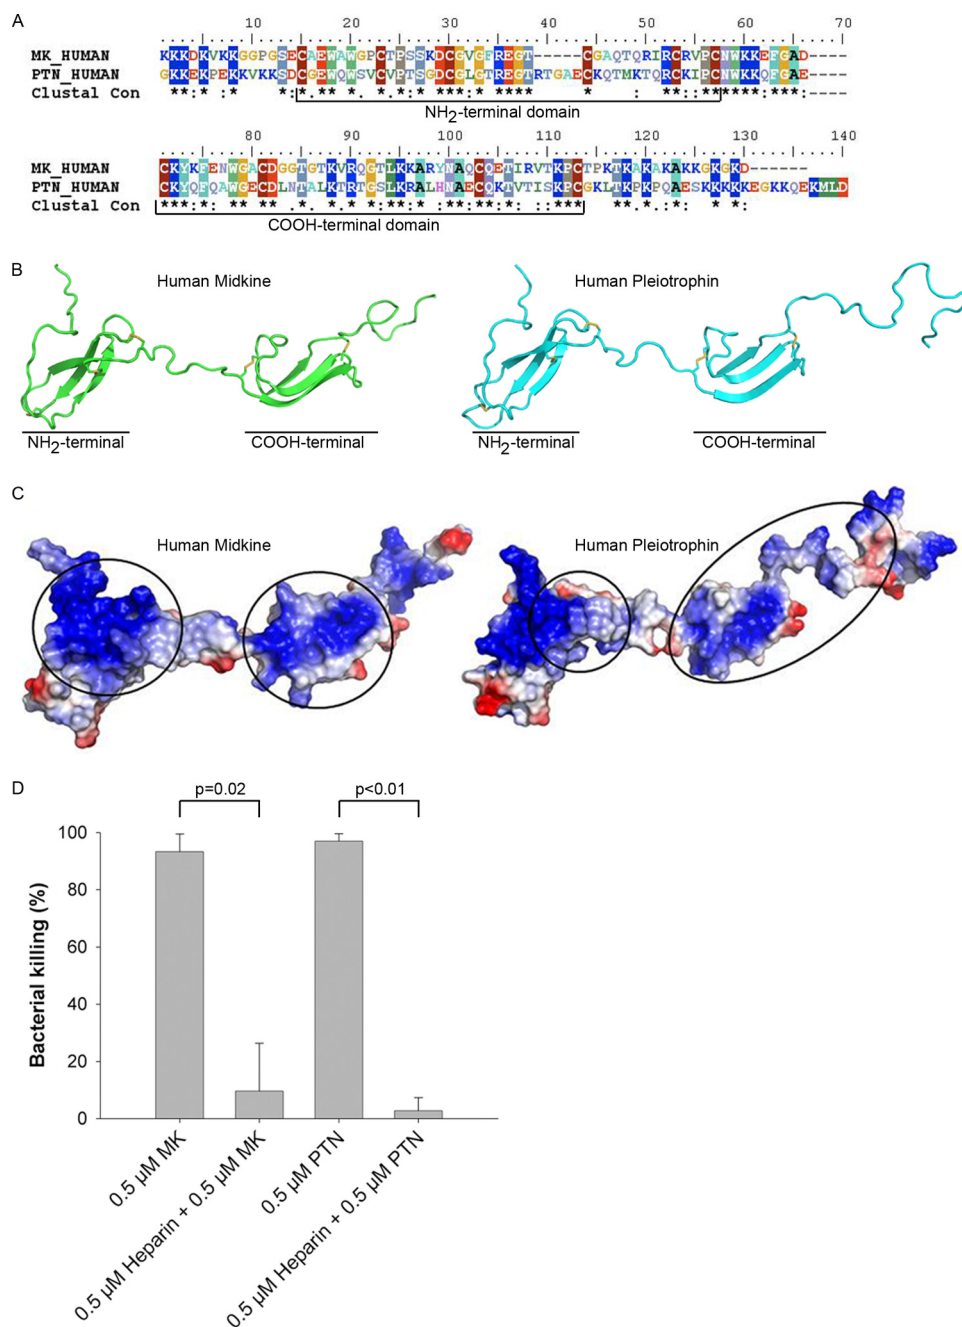 A
10 20 30 40 50 60 70
MK_HUMAN KKKDKVKKGGPGSECAEWAWGPCTPSSKDCGVGFREGT-----CGAQTQRIRCRVPCNWKKEFGAD----
PTN_HUMAN GKKEKPEKKVKKSDCGEWQWSVCVPTSGDCGLGTREGTRTGAECKQTMKTQRCKIPCNWKKQFGAE----
Clustal Con
NH2-terminal domain
80 90 100 110 120 130 140
MK_HUMAN CKYKFENWGACDGGTGTKVRQGTLKKARYNAQCQETIRVTKPCTPKTKAKAKAKKGKGKD------
PTN_HUMAN CKYQFQAWGECDLNTALKTRTGSLKRALHNAECQKTVTISKPCGKLTKPKPQAESKKKKKEGKKQEKMLD
Clustal Con
COOH-terminal domain
B
Human Midkine
Human Pleiotrophin
NH2-terminal
COOH-terminal
NH2-terminal
COOH-terminal
C
Human Midkine
Human Pleiotrophin
D
p=0.02
p<0.01
Bacterial killing (%)
100
80
60
40
20
0
0.5 µM MK
0.5 µM Heparin + 0.5 µM MK
0.5 µM PTN
0.5 µM Heparin + 0.5 µM PTN